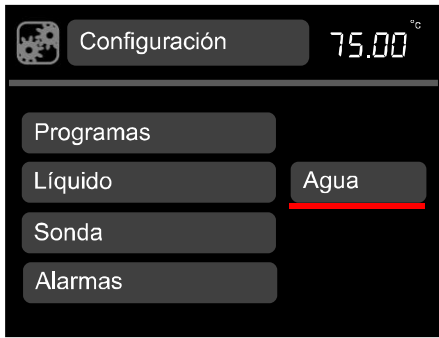 Configuración 75.00 °C
Programas
Líquido Agua
Sonda
Alarmas